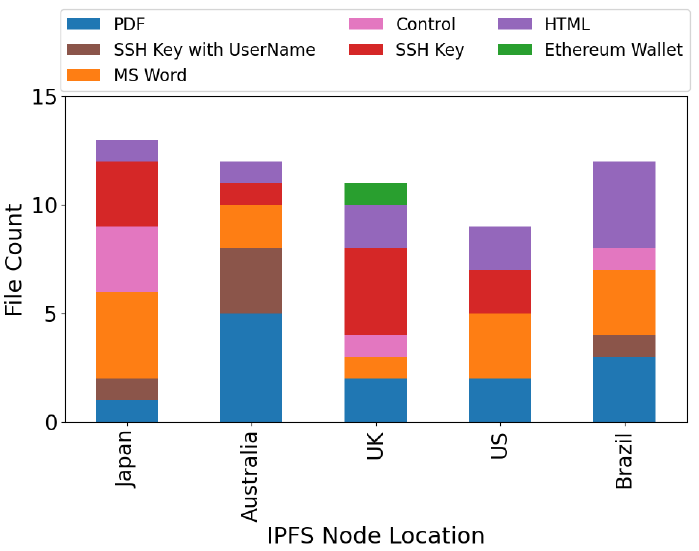 PDF
SSH Key with UserName
MS Word
Control
SSH Key
HTML
Ethereum Wallet
15
10
5
0
File Count
Japan
Australia
UK
US
Brazil
IPFS Node Location